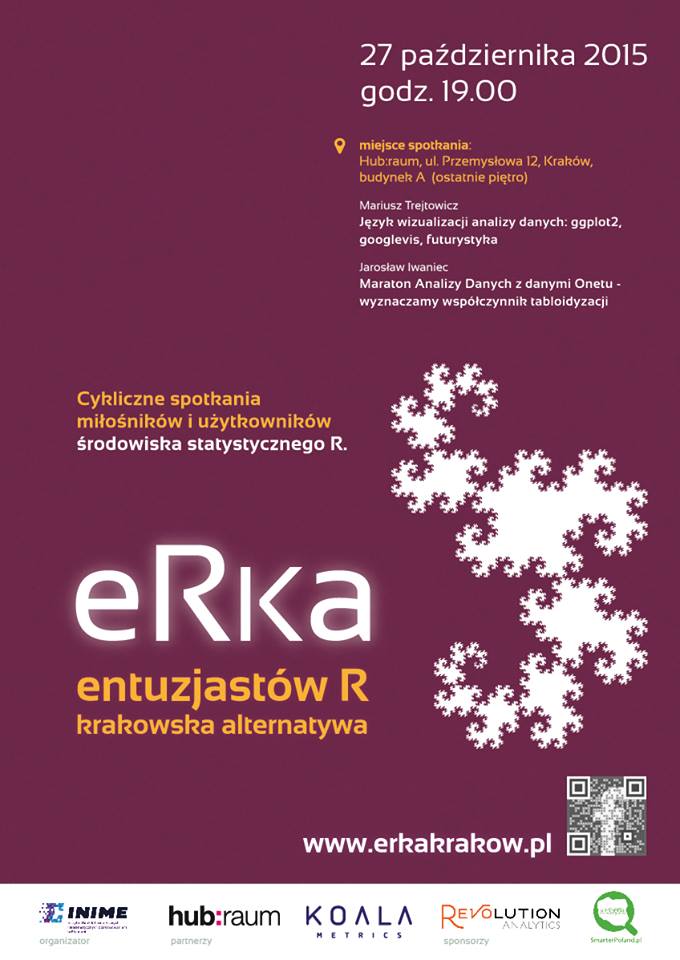 27 października 2015
godz. 19.00
miejsce spotkania:
Hub:raum, ul. Przemysłowa 12, Kraków,
budynek A (ostatnie piętro)
Mariusz Trejtowicz
Język wizualizacji analizy danych: ggplot2,
googlevis, futurystyka
Jarosław Iwaniec
Maraton Analizy Danych z danymi Onetu -
wyznaczamy współczynnik tabloidyzacji
Cykliczne spotkania
miłośników i użytkowników
środowiska statystycznego R.
eRka
entuzjastów R
krakowska alternatywa
www.erkakrakow.pl
INIME
hub:raum
KOALA
METRICS
REVOLUTION
ANALYTICS
SmarterPoland.pl
organizator
partnerzy
sponsorzy